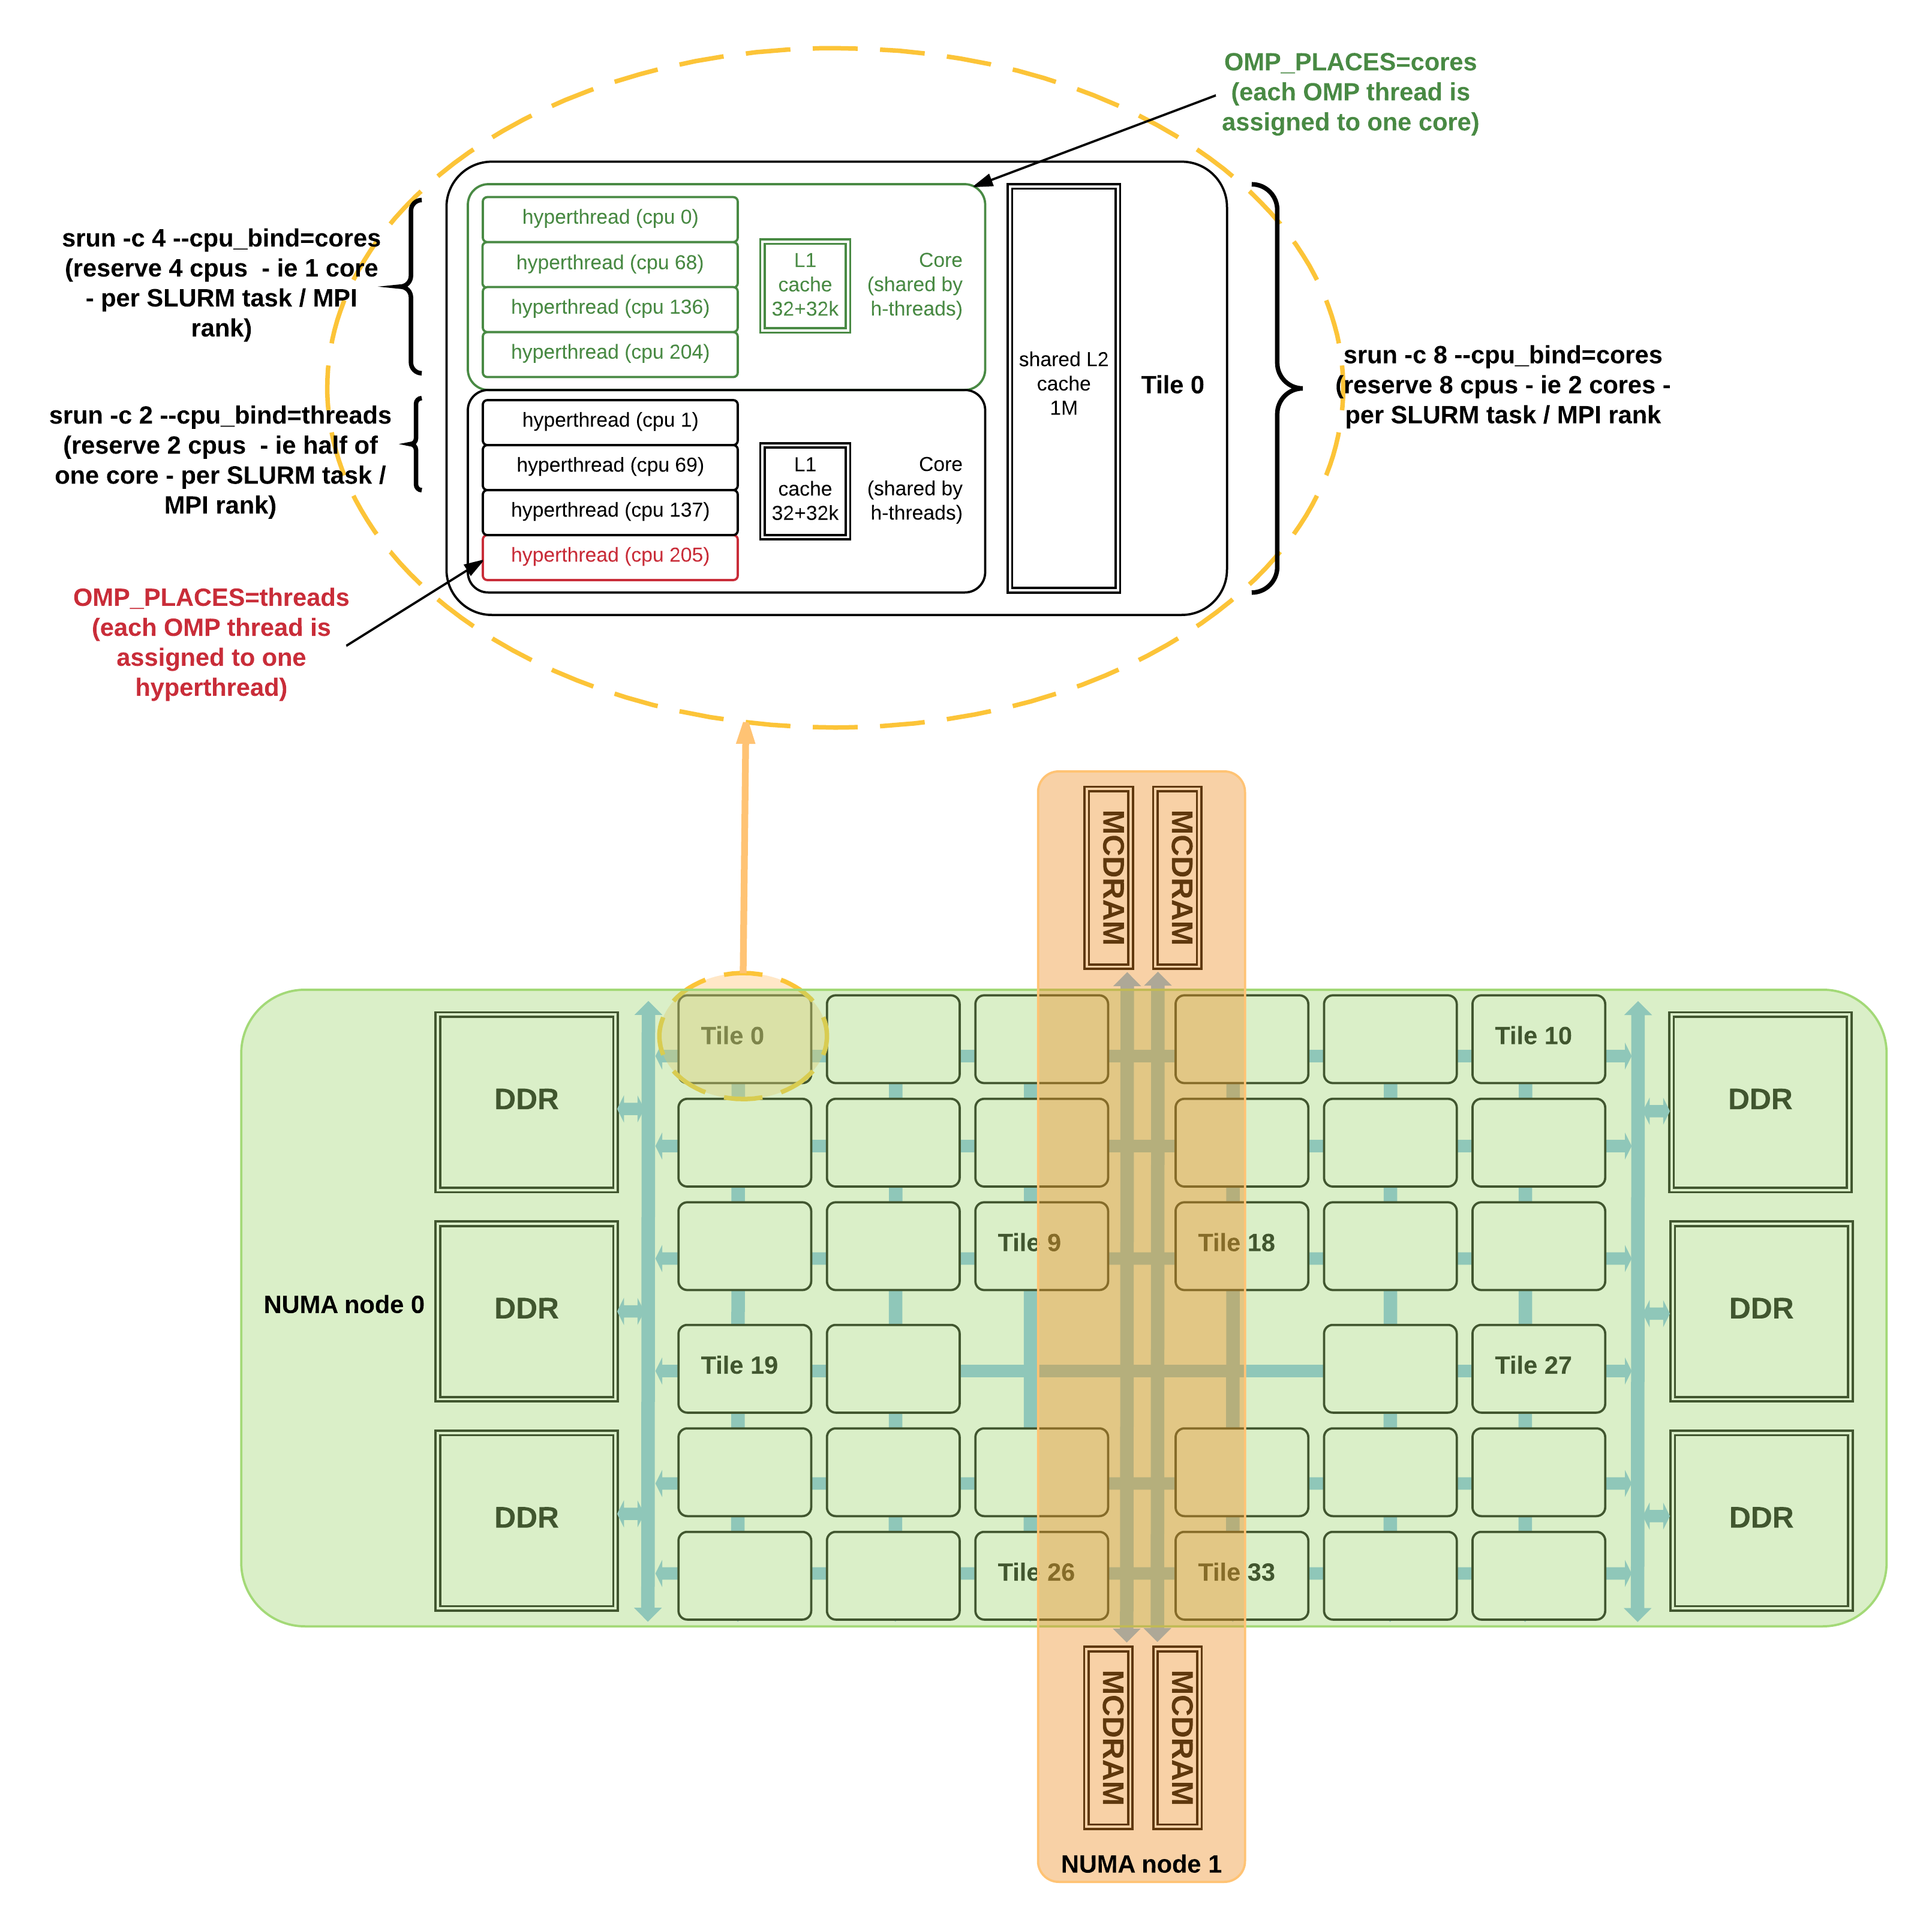 OMP_PLACES=cores
(each OMP thread is
assigned to one core)
srun -c 4 --cpu_bind=cores
(reserve 4 cpus  - ie 1 core
- per SLURM task / MPI
rank)
srun -c 2 --cpu_bind=threads
(reserve 2 cpus  - ie half of
one core - per SLURM task /
MPI rank)
OMP_PLACES=threads
(each OMP thread is
assigned to one
hyperthread)
hyperthread (cpu 0)
hyperthread (cpu 68)
hyperthread (cpu 136)
hyperthread (cpu 204)
L1
cache
32+32k
Core
(shared by
h-threads)
hyperthread (cpu 1)
hyperthread (cpu 69)
hyperthread (cpu 137)
hyperthread (cpu 205)
L1
cache
32+32k
Core
(shared by
h-threads)
shared L2
cache
1M
Tile 0
srun -c 8 --cpu_bind=cores
(reserve 8 cpus - ie 2 cores -
per SLURM task / MPI rank
MCDRAM
MCDRAM
Tile 0
Tile 10
DDR
DDR
Tile 9
Tile 18
NUMA node 0
DDR
DDR
Tile 19
Tile 27
DDR
DDR
Tile 26
Tile 33
MCDRAM
MCDRAM
NUMA node 1